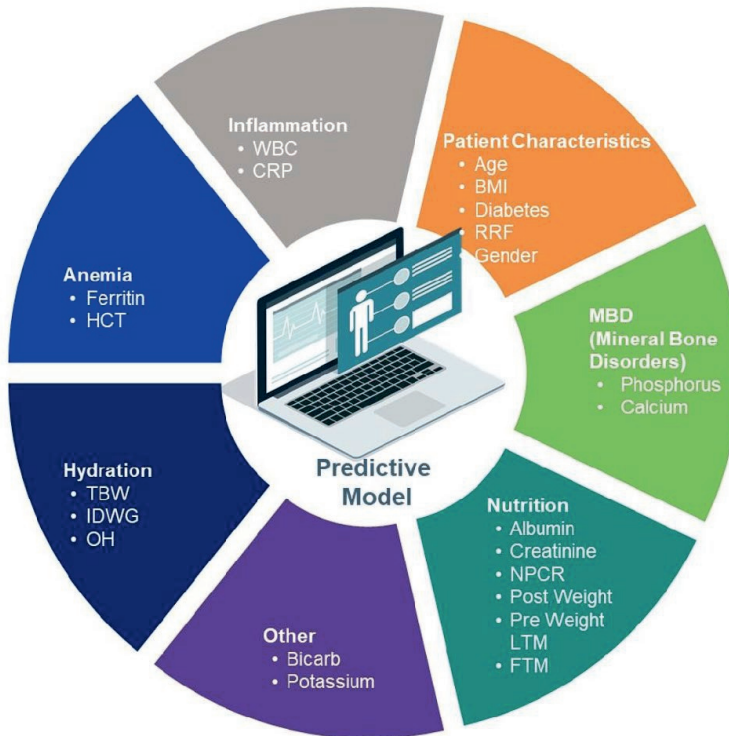 Inflammation
• WBC
• CRP
Patient Characteristics
• Age
• BMI
• Diabetes
• RRF
• Gender
MBD
(Mineral Bone
Disorders)
• Phosphorus
• Calcium
Nutrition
• Albumin
• Creatinine
• NPCR
• Post Weight
• Pre Weight
LTM
• FTM
Other
• Bicarb
• Potassium
Hydration
• TBW
• IDWG
• OH
Anemia
• Ferritin
• HCT
Predictive
Model